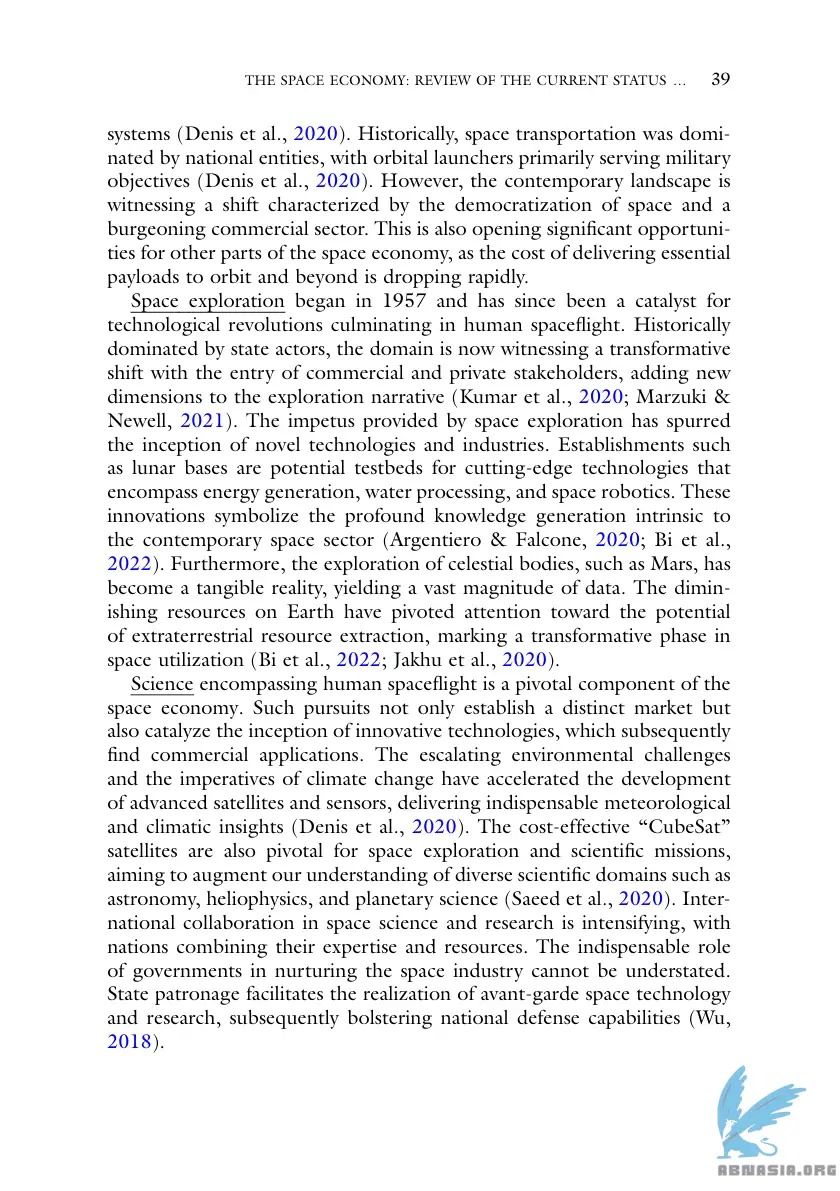 THE SPACE ECONOMY: REVIEW OF THE CURRENT STATUS … 39
systems (Denis et al., 2020). Historically, space transportation was domi-
nated by national entities, with orbital launchers primarily serving military
objectives (Denis et al., 2020). However, the contemporary landscape is
witnessing a shift characterized by the democratization of space and a
burgeoning commercial sector. This is also opening significant opportuni-
ties for other parts of the space economy, as the cost of delivering essential
payloads to orbit and beyond is dropping rapidly.
Space exploration began in 1957 and has since been a catalyst for
technological revolutions culminating in human spaceflight. Historically
dominated by state actors, the domain is now witnessing a transformative
shift with the entry of commercial and private stakeholders, adding new
dimensions to the exploration narrative (Kumar et al., 2020; Marzuki &
Newell, 2021). The impetus provided by space exploration has spurred
the inception of novel technologies and industries. Establishments such
as lunar bases are potential testbeds for cutting-edge technologies that
encompass energy generation, water processing, and space robotics. These
innovations symbolize the profound knowledge generation intrinsic to
the contemporary space sector (Argentiero & Falcone, 2020; Bi et al.,
2022). Furthermore, the exploration of celestial bodies, such as Mars, has
become a tangible reality, yielding a vast magnitude of data. The dimin-
ishing resources on Earth have pivoted attention toward the potential
of extraterrestrial resource extraction, marking a transformative phase in
space utilization (Bi et al., 2022; Jakhu et al., 2020).
Science encompassing human spaceflight is a pivotal component of the
space economy. Such pursuits not only establish a distinct market but
also catalyze the inception of innovative technologies, which subsequently
find commercial applications. The escalating environmental challenges
and the imperatives of climate change have accelerated the development
of advanced satellites and sensors, delivering indispensable meteorological
and climatic insights (Denis et al., 2020). The cost-effective “CubeSat”
satellites are also pivotal for space exploration and scientific missions,
aiming to augment our understanding of diverse scientific domains such as
astronomy, heliophysics, and planetary science (Saeed et al., 2020). Inter-
national collaboration in space science and research is intensifying, with
nations combining their expertise and resources. The indispensable role
of governments in nurturing the space industry cannot be understated.
State patronage facilitates the realization of avant-garde space technology
and research, subsequently bolstering national defense capabilities (Wu,
2018).
ABNASIA.ORG